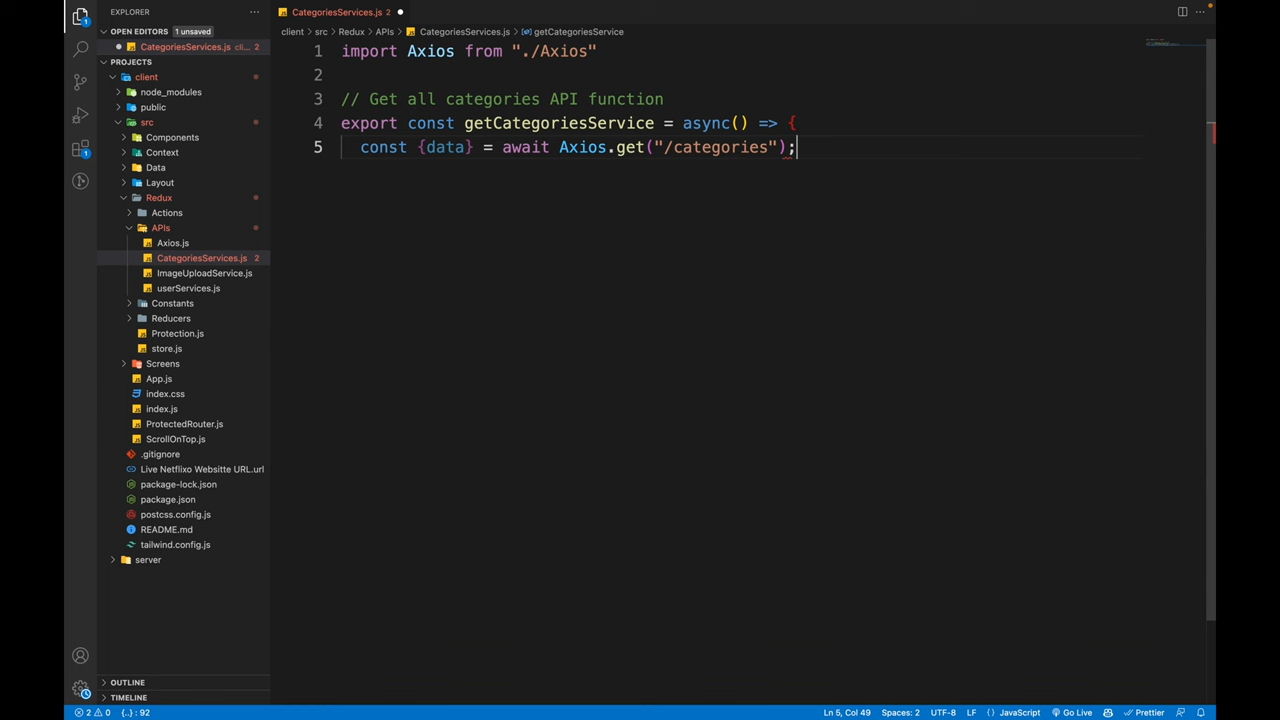 EXPLORER
OPEN EDITORS 1 unsaved
CategoriesServices.js cli... 2
PROJECTS
client
node_modules
public
src
Components
Context
Data
Layout
Redux
Actions
APIs
Axios.js
CategoriesServices.js 2
ImageUploadService.js
userServices.js
Constants
Reducers
Protection.js
store.js
Screens
App.js
index.css
index.js
ProtectedRouter.js
ScrollOnTop.js
.gitignore
Live Netflixo Websitte URL.url
package-lock.json
package.json
postcss.config.js
README.md
tailwind.config.js
server
OUTLINE
TIMELINE
CategoriesServices.js 2
client > src > Redux > APIs > CategoriesServices.js > getCategoriesService
1 import Axios from "./Axios"
2
3 // Get all categories API function
4 export const getCategoriesService = async() => {
5 const {data} = await Axios.get("/categories");
2 0 {..} : 92 Ln 5, Col 49 Spaces: 2 UTF-8 LF {} JavaScript Go Live Prettier